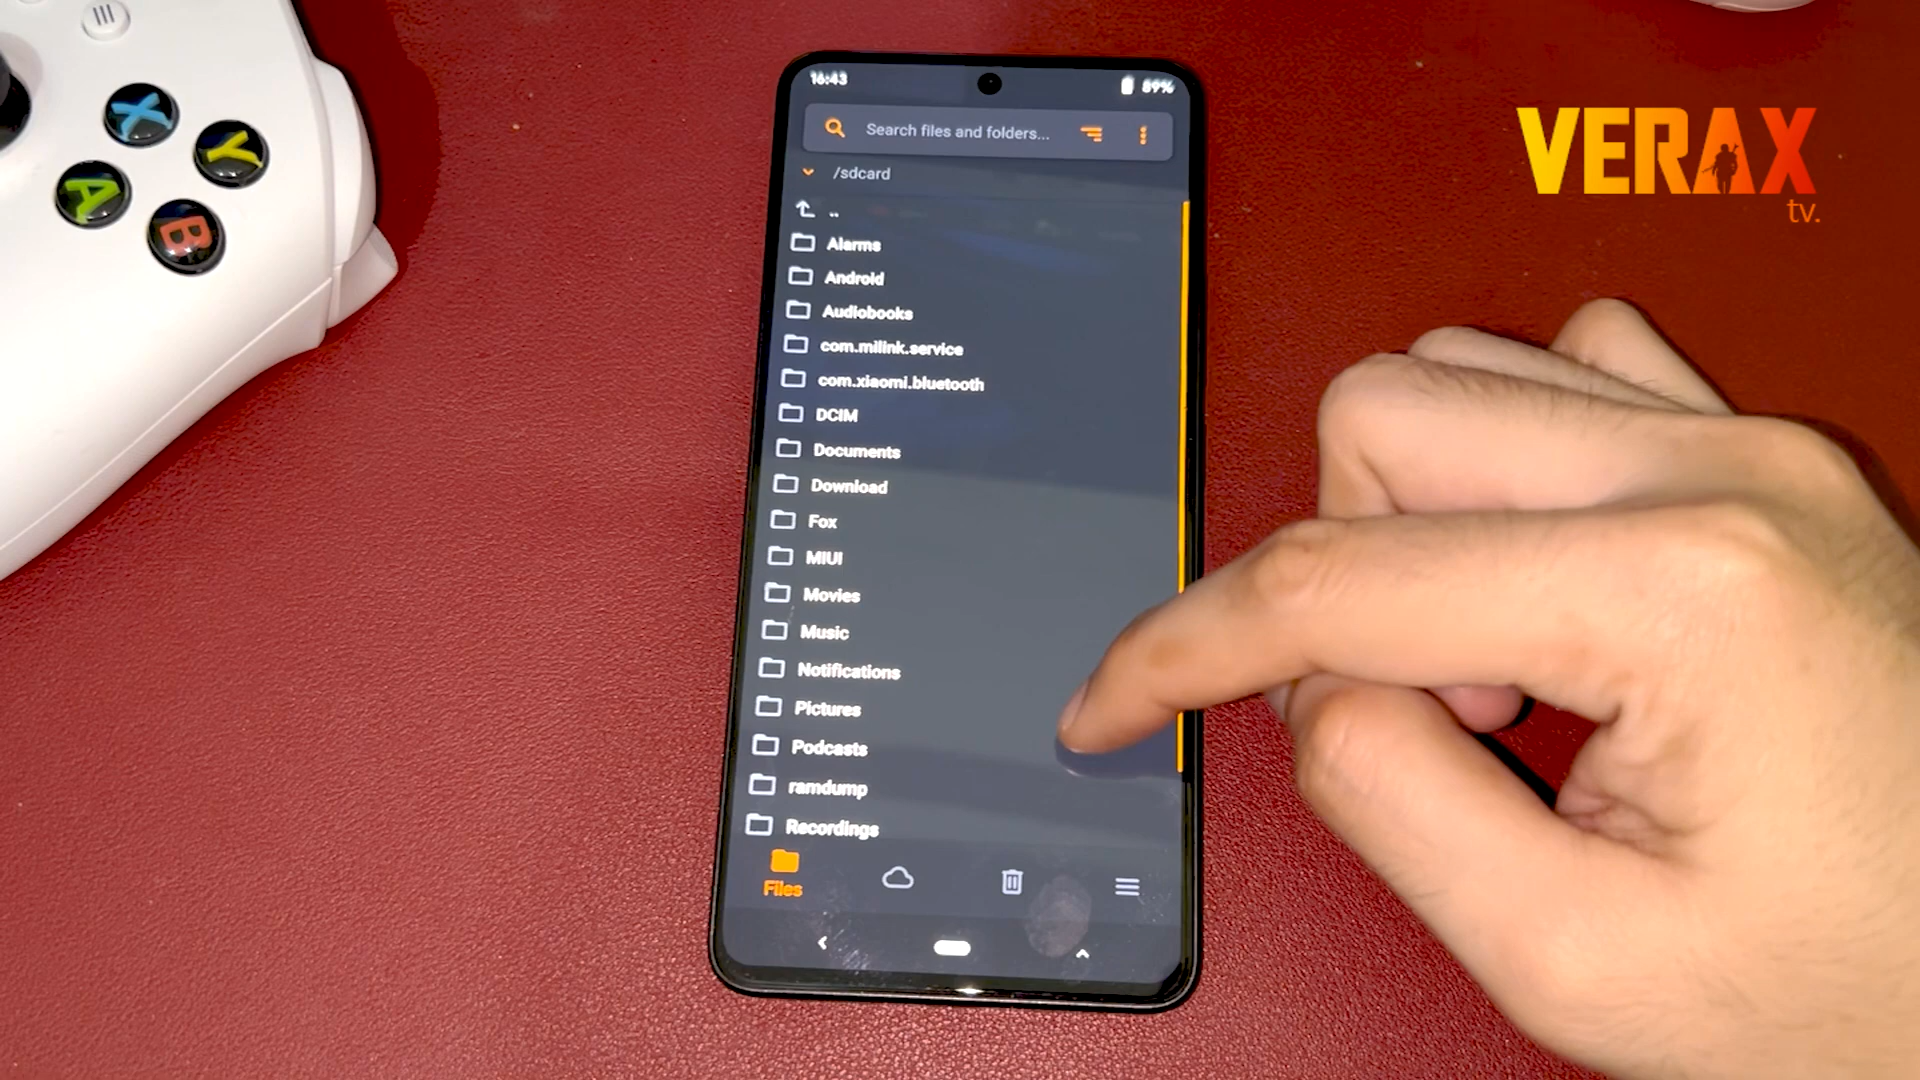 16:43
89%
Search files and folders...
/sdcard
..
Alarms
Android
Audiobooks
com.milink.service
com.xiaomi.bluetooth
DCIM
Documents
Download
Fox
MIUI
Movies
Music
Notifications
Pictures
Podcasts
ramdump
Recordings
Files
X
Y
A
B
VERAX
tv.